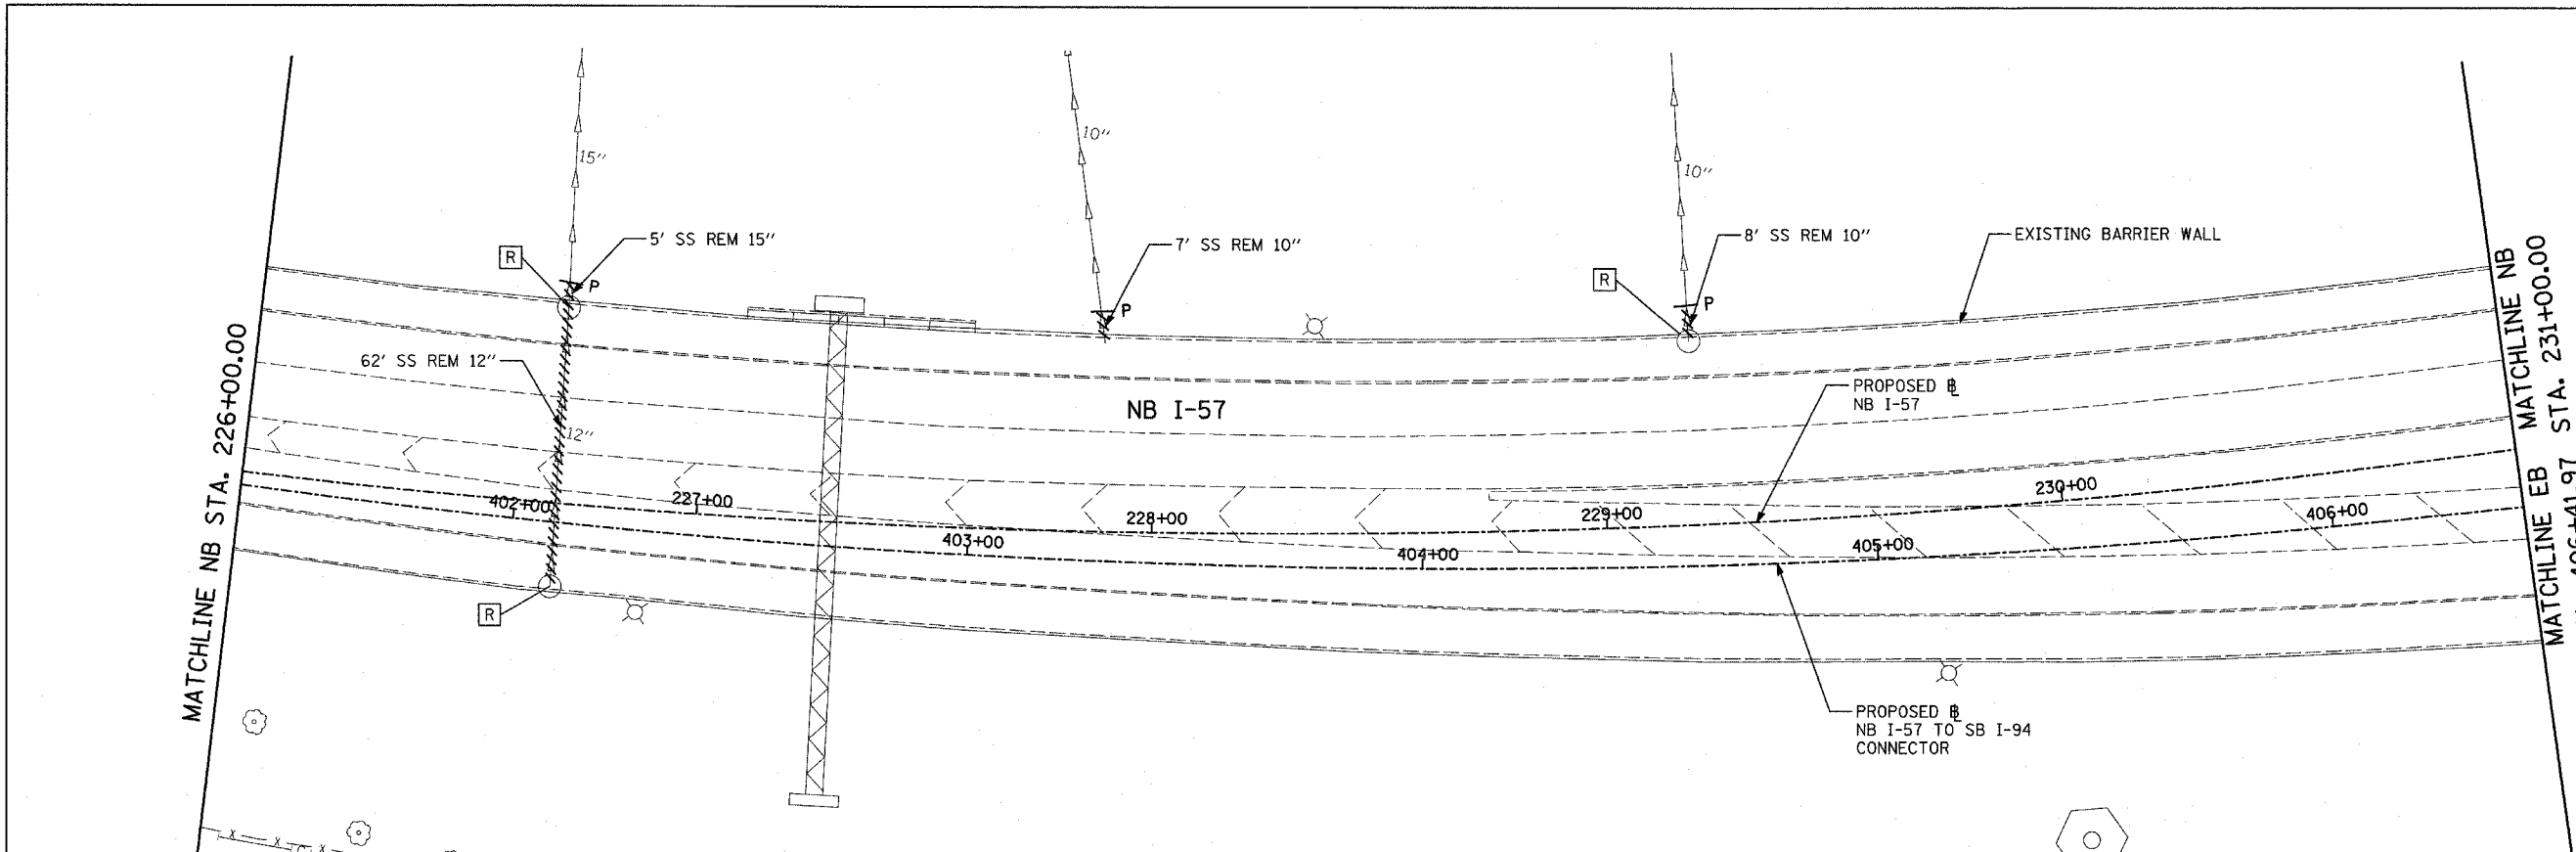 15″
10″
10″
R
5' SS REM 15″
P
7' SS REM 10″
P
R
8' SS REM 10″
P
EXISTING BARRIER WALL
62' SS REM 12″
12″
NB I-57
PROPOSED ℄
NB I-57
402+00
227+00
403+00
228+00
404+00
229+00
405+00
230+00
406+00
R
PROPOSED ℄
NB I-57 TO SB I-94
CONNECTOR
MATCHLINE NB STA. 226+00.00
MATCHLINE NB
STA. 231+00.00
MATCHLINE EB
406+41.97
X
X
X